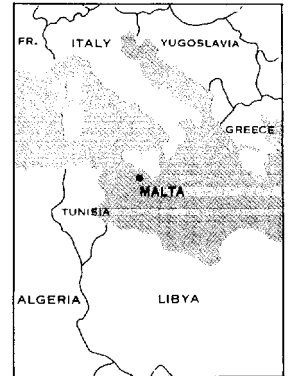 FR. ITALY YUGOSLAVIA
GREECE
MALTA
TUNISIA
ALGERIA LIBYA